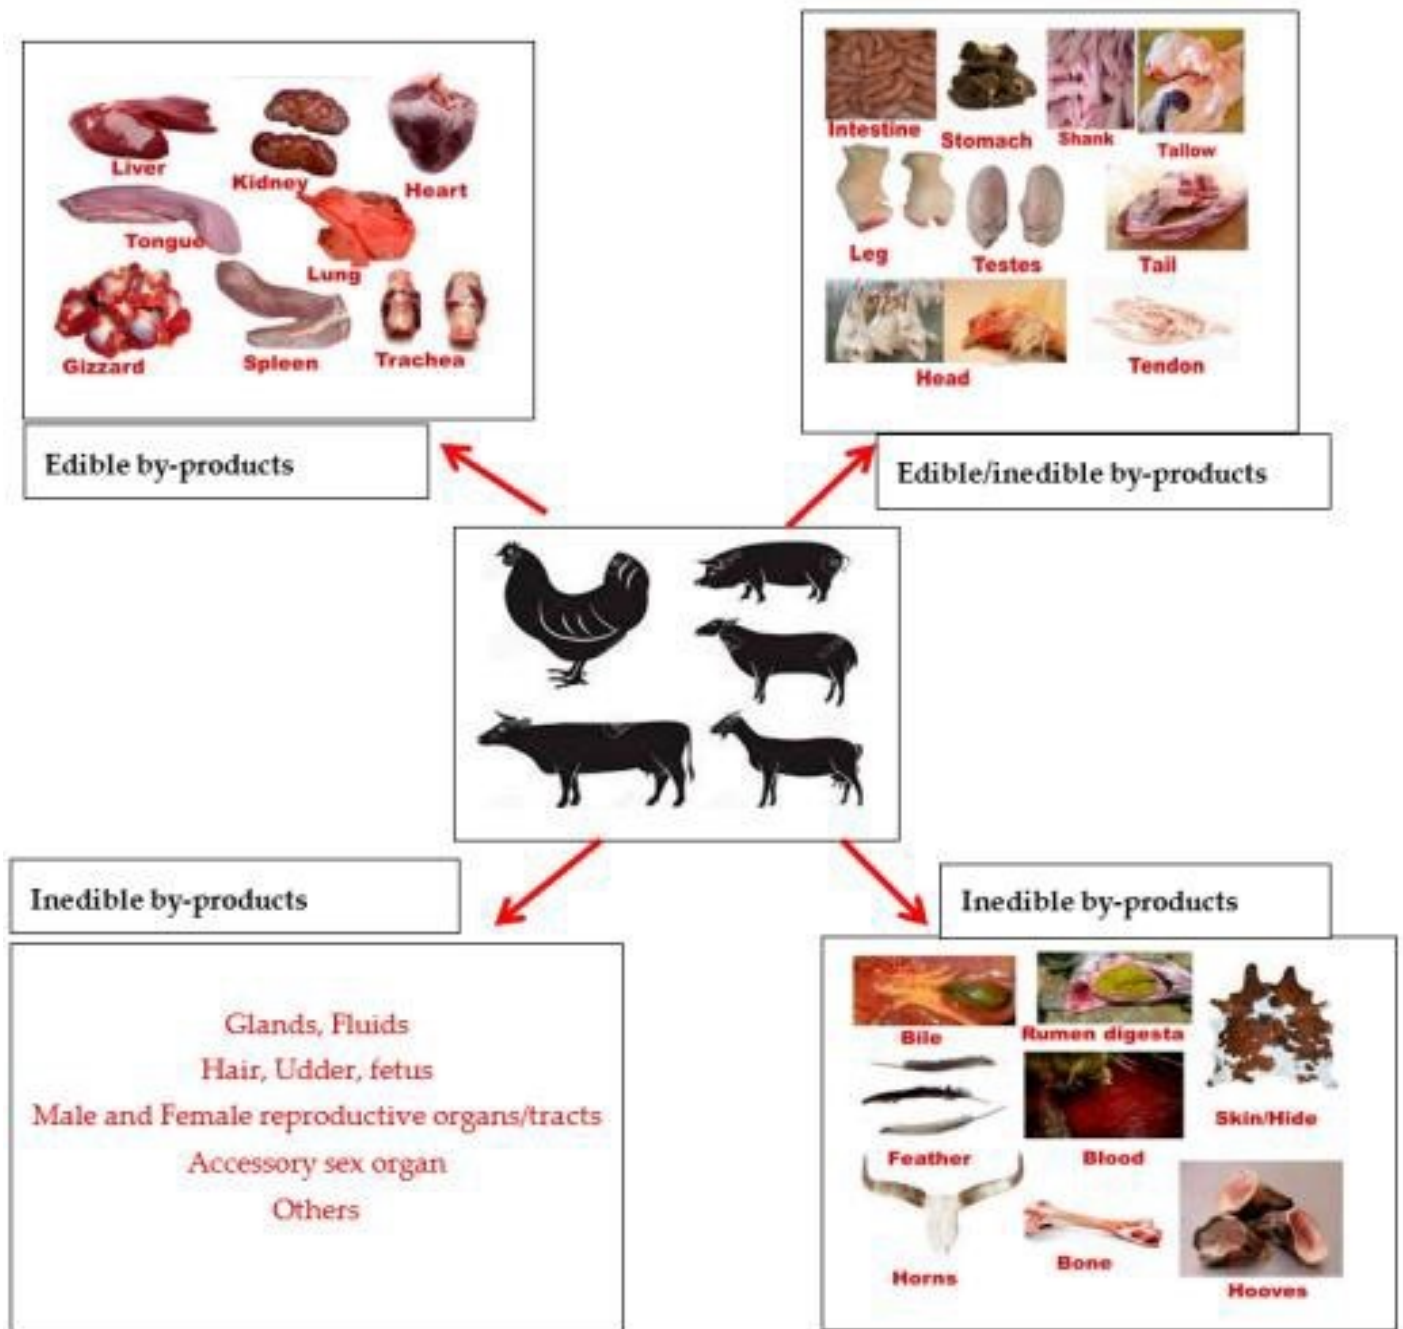 Liver
Kidney
Heart
Tongue
Lung
Gizzard
Spleen
Trachea
Edible by-products
Intestine
Stomach
Shank
Tallow
Leg
Testes
Tail
Head
Tendon
Edible/inedible by-products
Inedible by-products
Glands, Fluids
Hair, Udder, fetus
Male and Female reproductive organs/tracts
Accessory sex organ
Others
Inedible by-products
Bile
Rumen digesta
Skin/Hide
Feather
Blood
Horns
Bone
Hooves